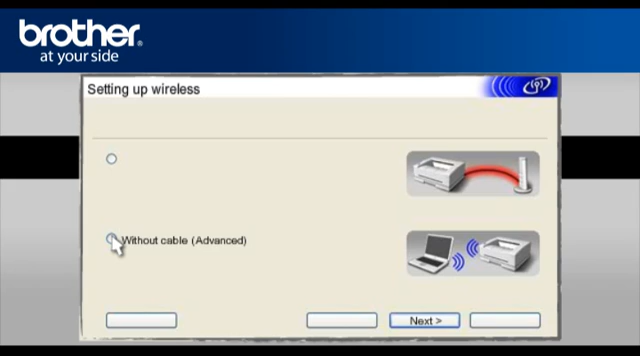 brother
at your side
Setting up wireless
Without cable (Advanced)
Next >